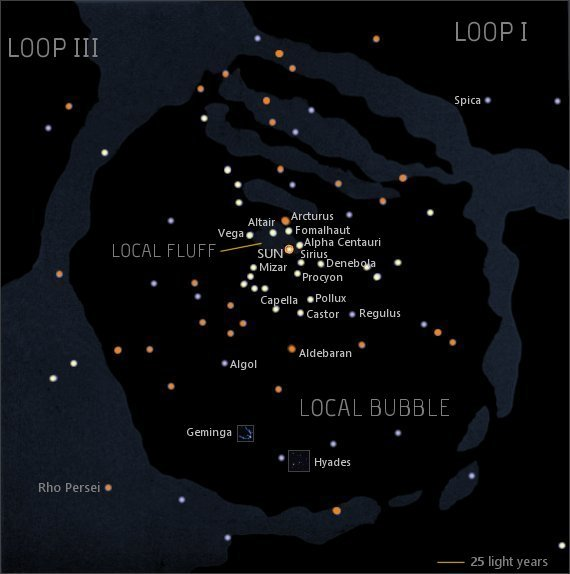 LOOP III
LOOP I
Spica
Arcturus
Altair
Fomalhaut
Vega
Alpha Centauri
LOCAL FLUFF
SUN
Sirius
Denebola
Mizar
Procyon
Capella
Pollux
Castor
Regulus
Aldebaran
Algol
LOCAL BUBBLE
Geminga
Hyades
Rho Persei
25 light years